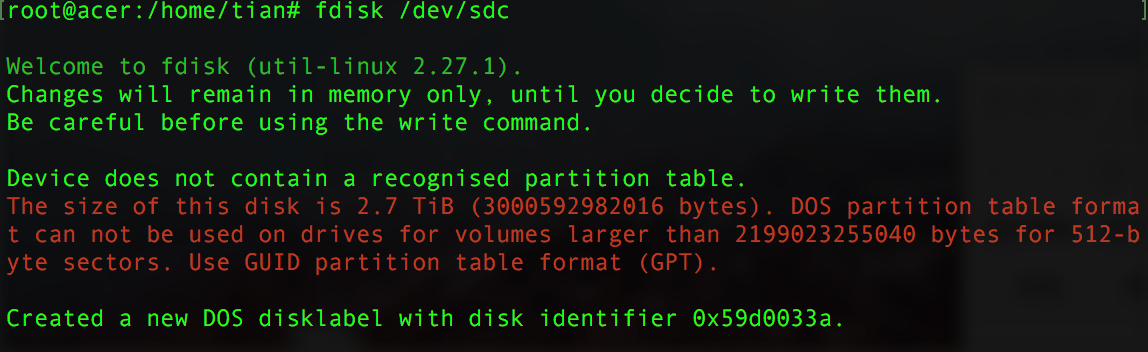 [root@acer:/home/tian# fdisk /dev/sdc ]
Welcome to fdisk (util-linux 2.27.1).
Changes will remain in memory only, until you decide to write them.
Be careful before using the write command.
Device does not contain a recognised partition table.
The size of this disk is 2.7 TiB (3000592982016 bytes). DOS partition table forma
t can not be used on drives for volumes larger than 2199023255040 bytes for 512-b
yte sectors. Use GUID partition table format (GPT).
Created a new DOS disklabel with disk identifier 0x59d0033a.